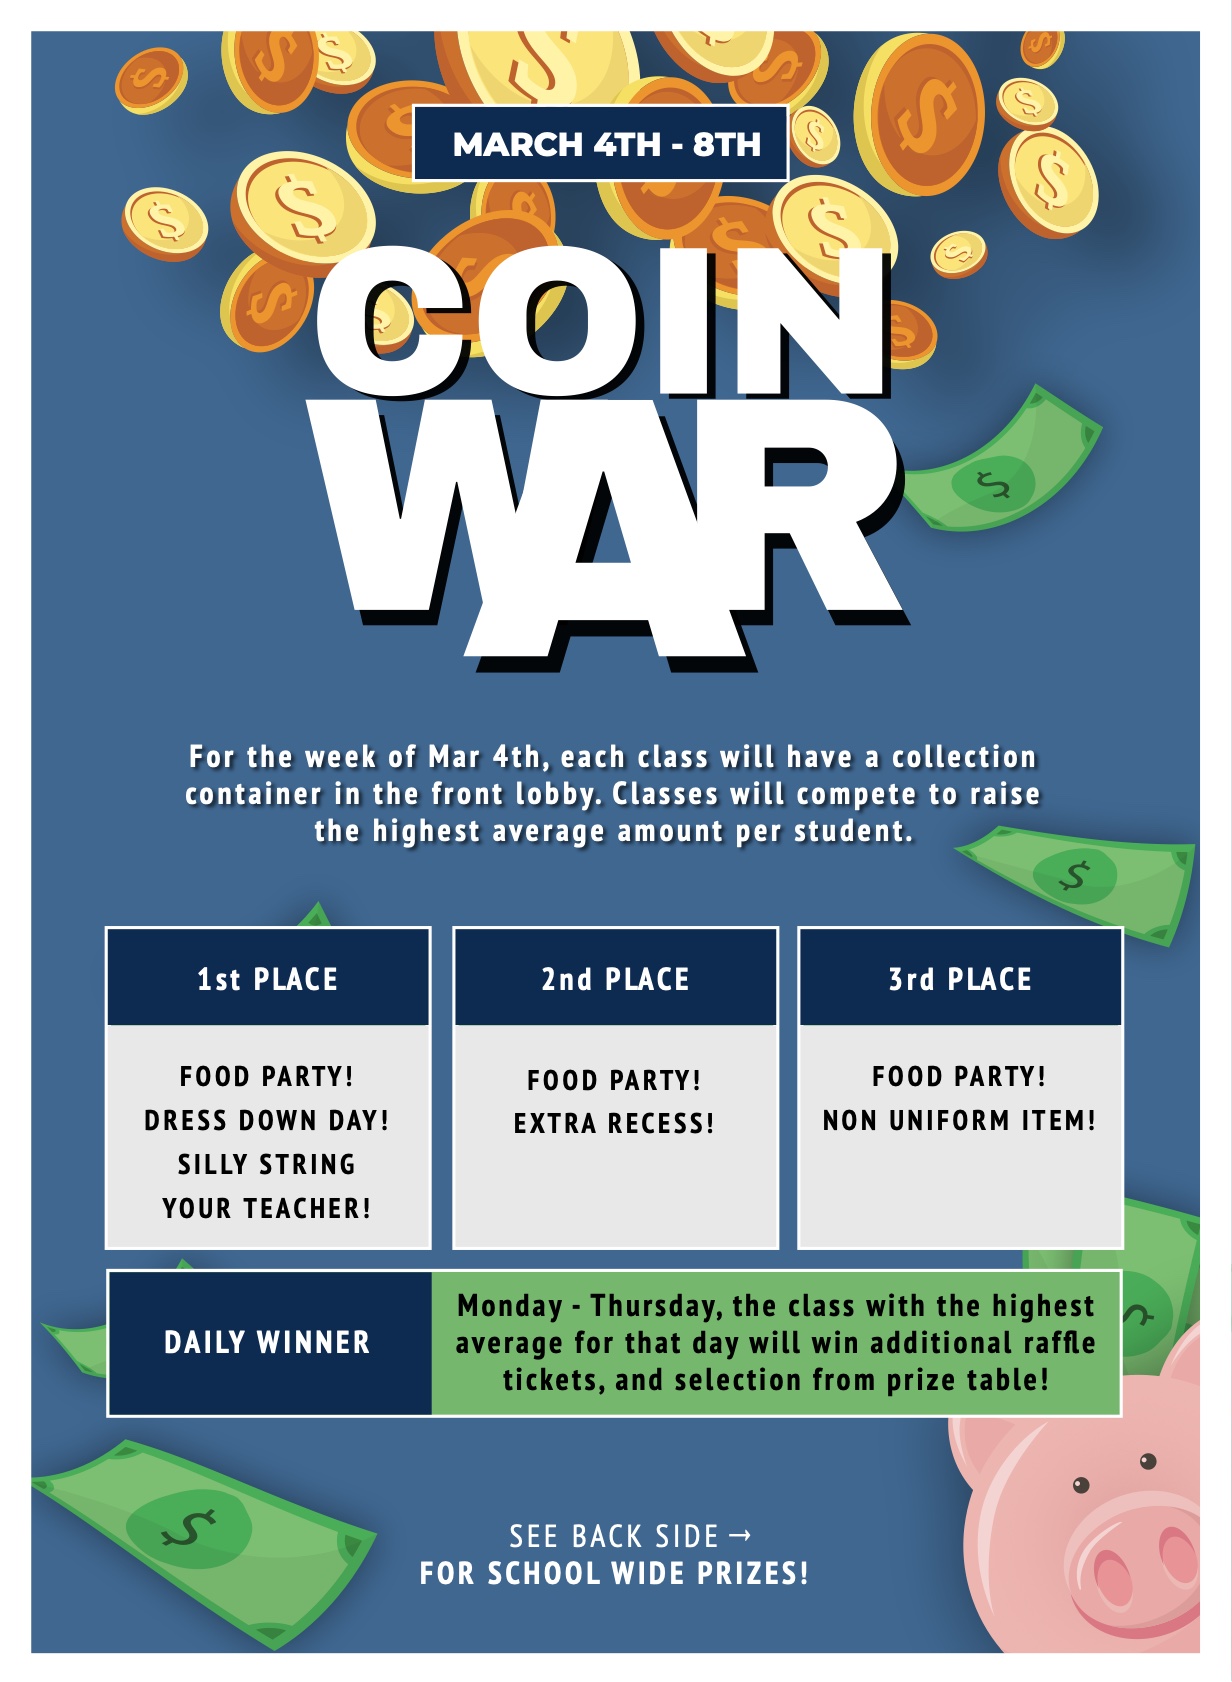 MARCH 4TH - 8TH
COIN
WAR
For the week of Mar 4th, each class will have a collection
container in the front lobby. Classes will compete to raise
the highest average amount per student.
1st PLACE
FOOD PARTY!
DRESS DOWN DAY!
SILLY STRING
YOUR TEACHER!
2nd PLACE
FOOD PARTY!
EXTRA RECESS!
3rd PLACE
FOOD PARTY!
NON UNIFORM ITEM!
DAILY WINNER
Monday - Thursday, the class with the highest
average for that day will win additional raffle
tickets, and selection from prize table!
SEE BACK SIDE →
FOR SCHOOL WIDE PRIZES!